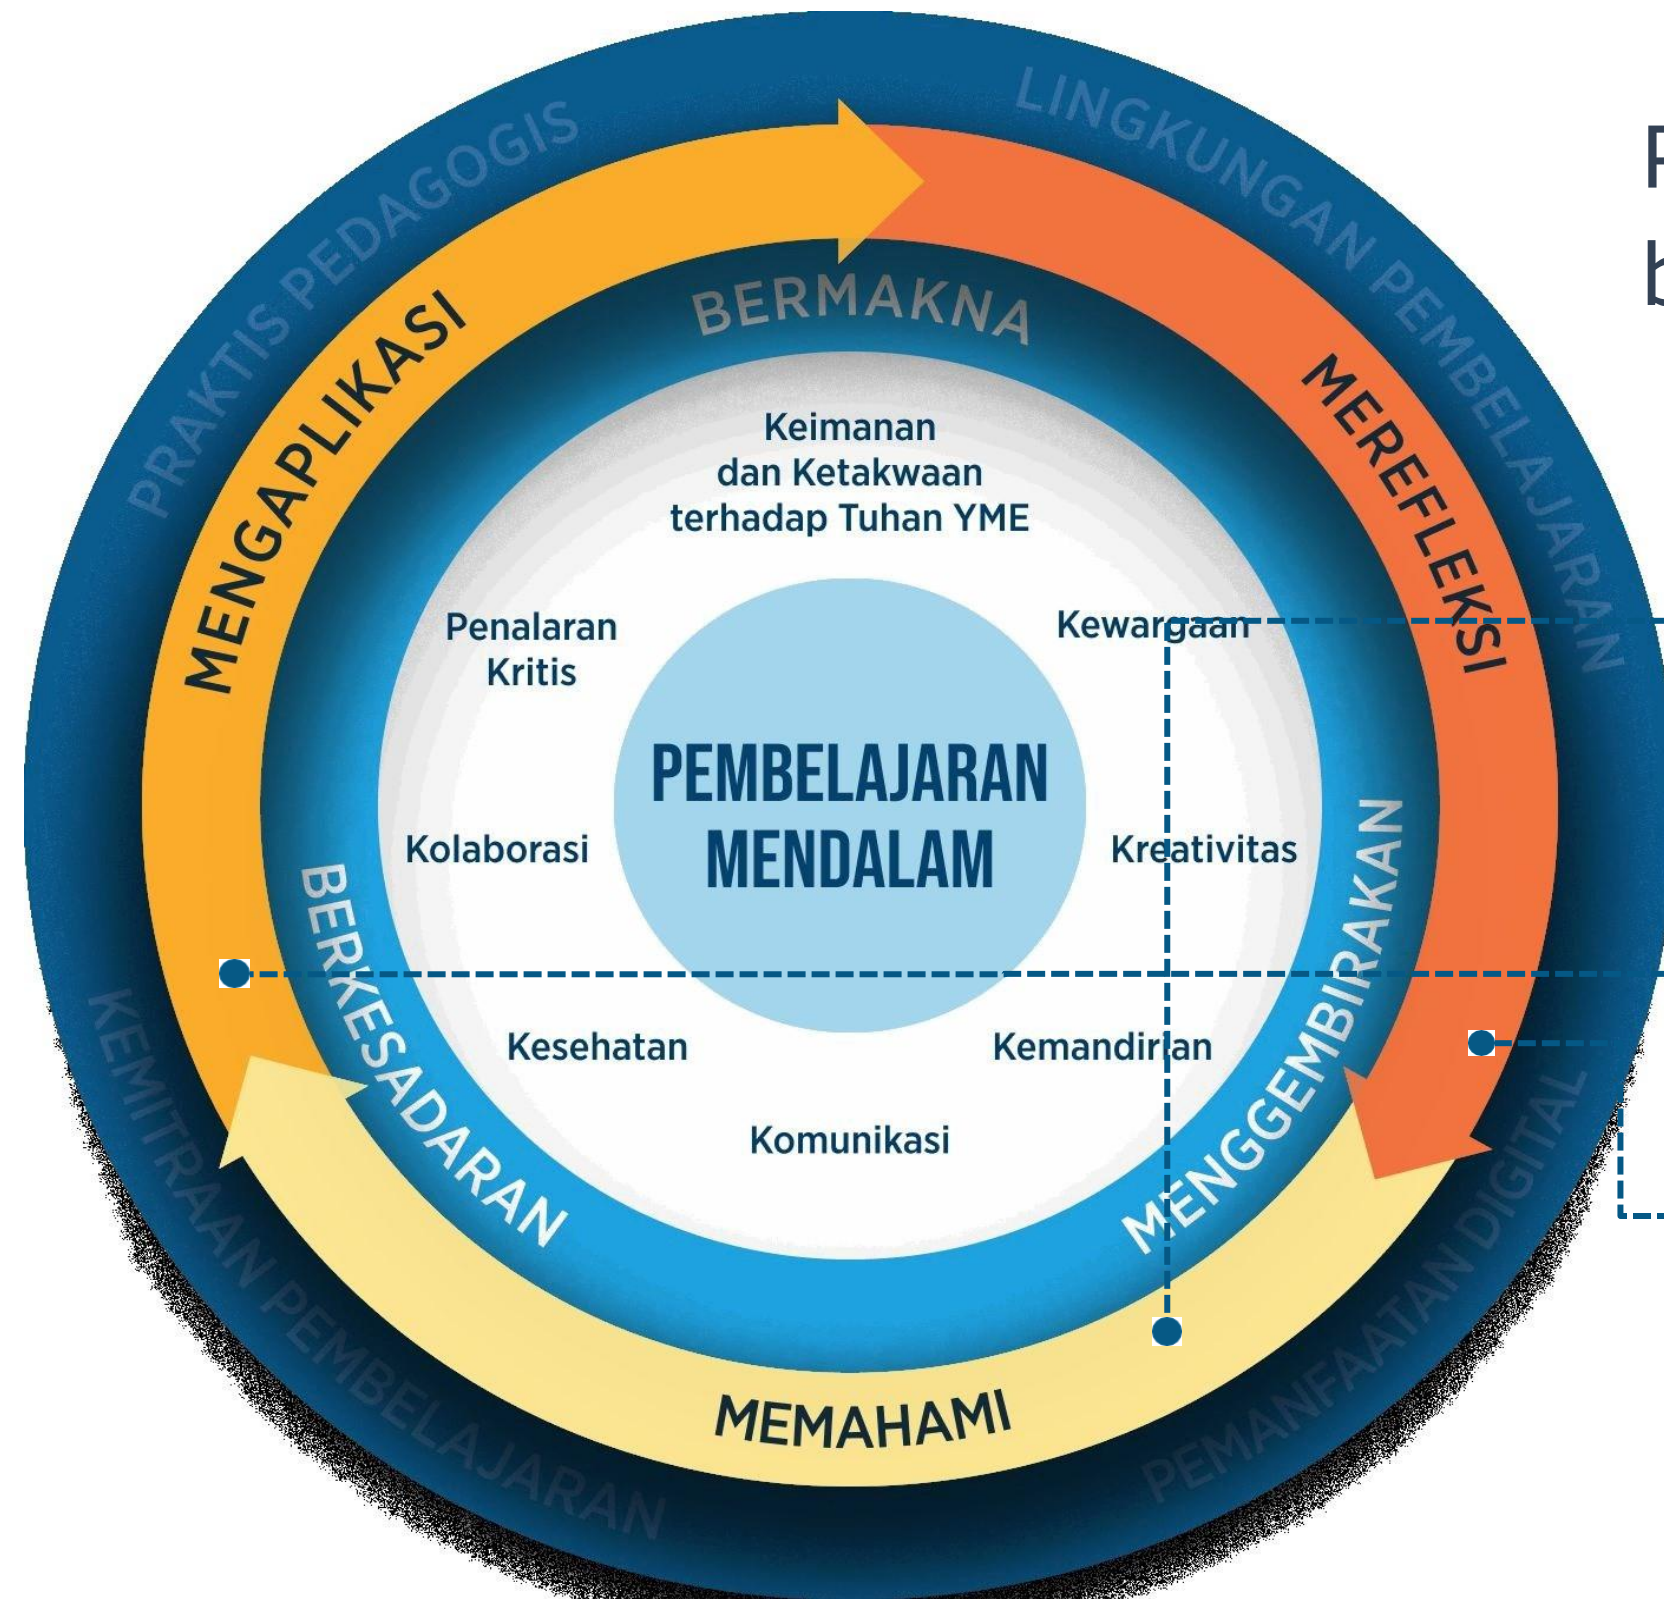 PRAKTIS PEDAGOGIS
LINGKUNGAN PEMBELAJARAN
MENGAPLIKASI
MEREFLEKSI
BERMAKNA
Keimanan
dan Ketakwaan
terhadap Tuhan YME
Penalaran
Kritis
Kewargaan
PEMBELAJARAN
MENDALAM
Kolaborasi
Kreativitas
BERKESADARAN
MENGGEMBIRAKAN
Kesehatan
Kemandirian
Komunikasi
MEMAHAMI
KEMITRAAN PEMBELAJARAN
PEMANFAATAN DIGITAL